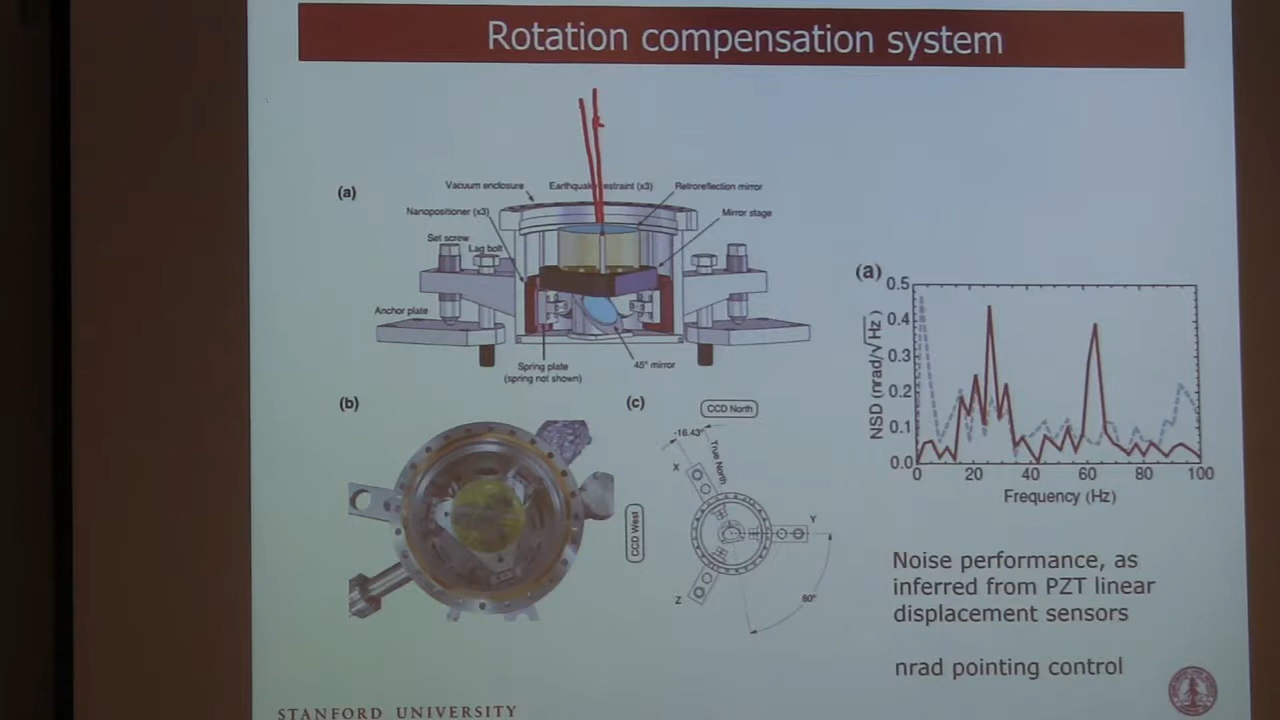 Rotation compensation system
(a)
Vacuum enclosure
Retroreflection mirror
Nanopositioner (x3)
Mirror stage
Set screw
Lag bolt
Anchor plate
Spring plate
(spring not shown)
45° mirror
(b)
(c)
CCD North
-16.43°
True North
X
Y
Z
CCD West
80°
(a)
NSD (nrad/√Hz)
0.5
0.4
0.3
0.2
0.1
0.0
0 20 40 60 80 100
Frequency (Hz)
Noise performance, as
inferred from PZT linear
displacement sensors
nrad pointing control
STANFORD UNIVERSITY